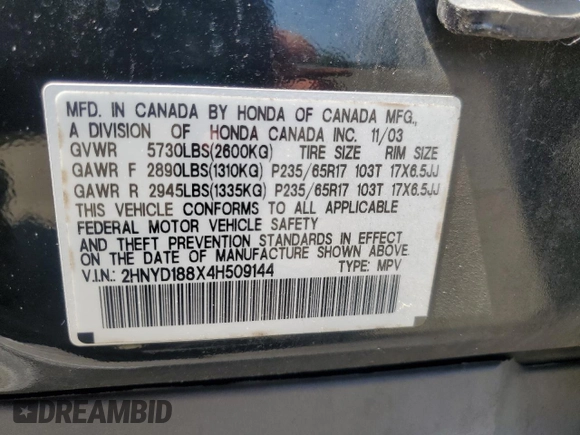 MFD. IN CANADA BY HONDA OF CANADA MFG.,
A DIVISION OF HONDA CANADA INC. 11/03
GVWR 5730LBS(2600KG) TIRE SIZE RIM SIZE
GAWR F 2890LBS(1310KG) P235/65R17 103T 17X6.5JJ
GAWR R 2945LBS(1335KG) P235/65R17 103T 17X6.5JJ
THIS VEHICLE CONFORMS TO ALL APPLICABLE
FEDERAL MOTOR VEHICLE SAFETY
AND THEFT PREVENTION STANDARDS IN EFFECT
ON THE DATE OF MANUFACTURE SHOWN ABOVE.
V.I.N.: 2HNYD188X4H509144 TYPE: MPV
DREAMBID